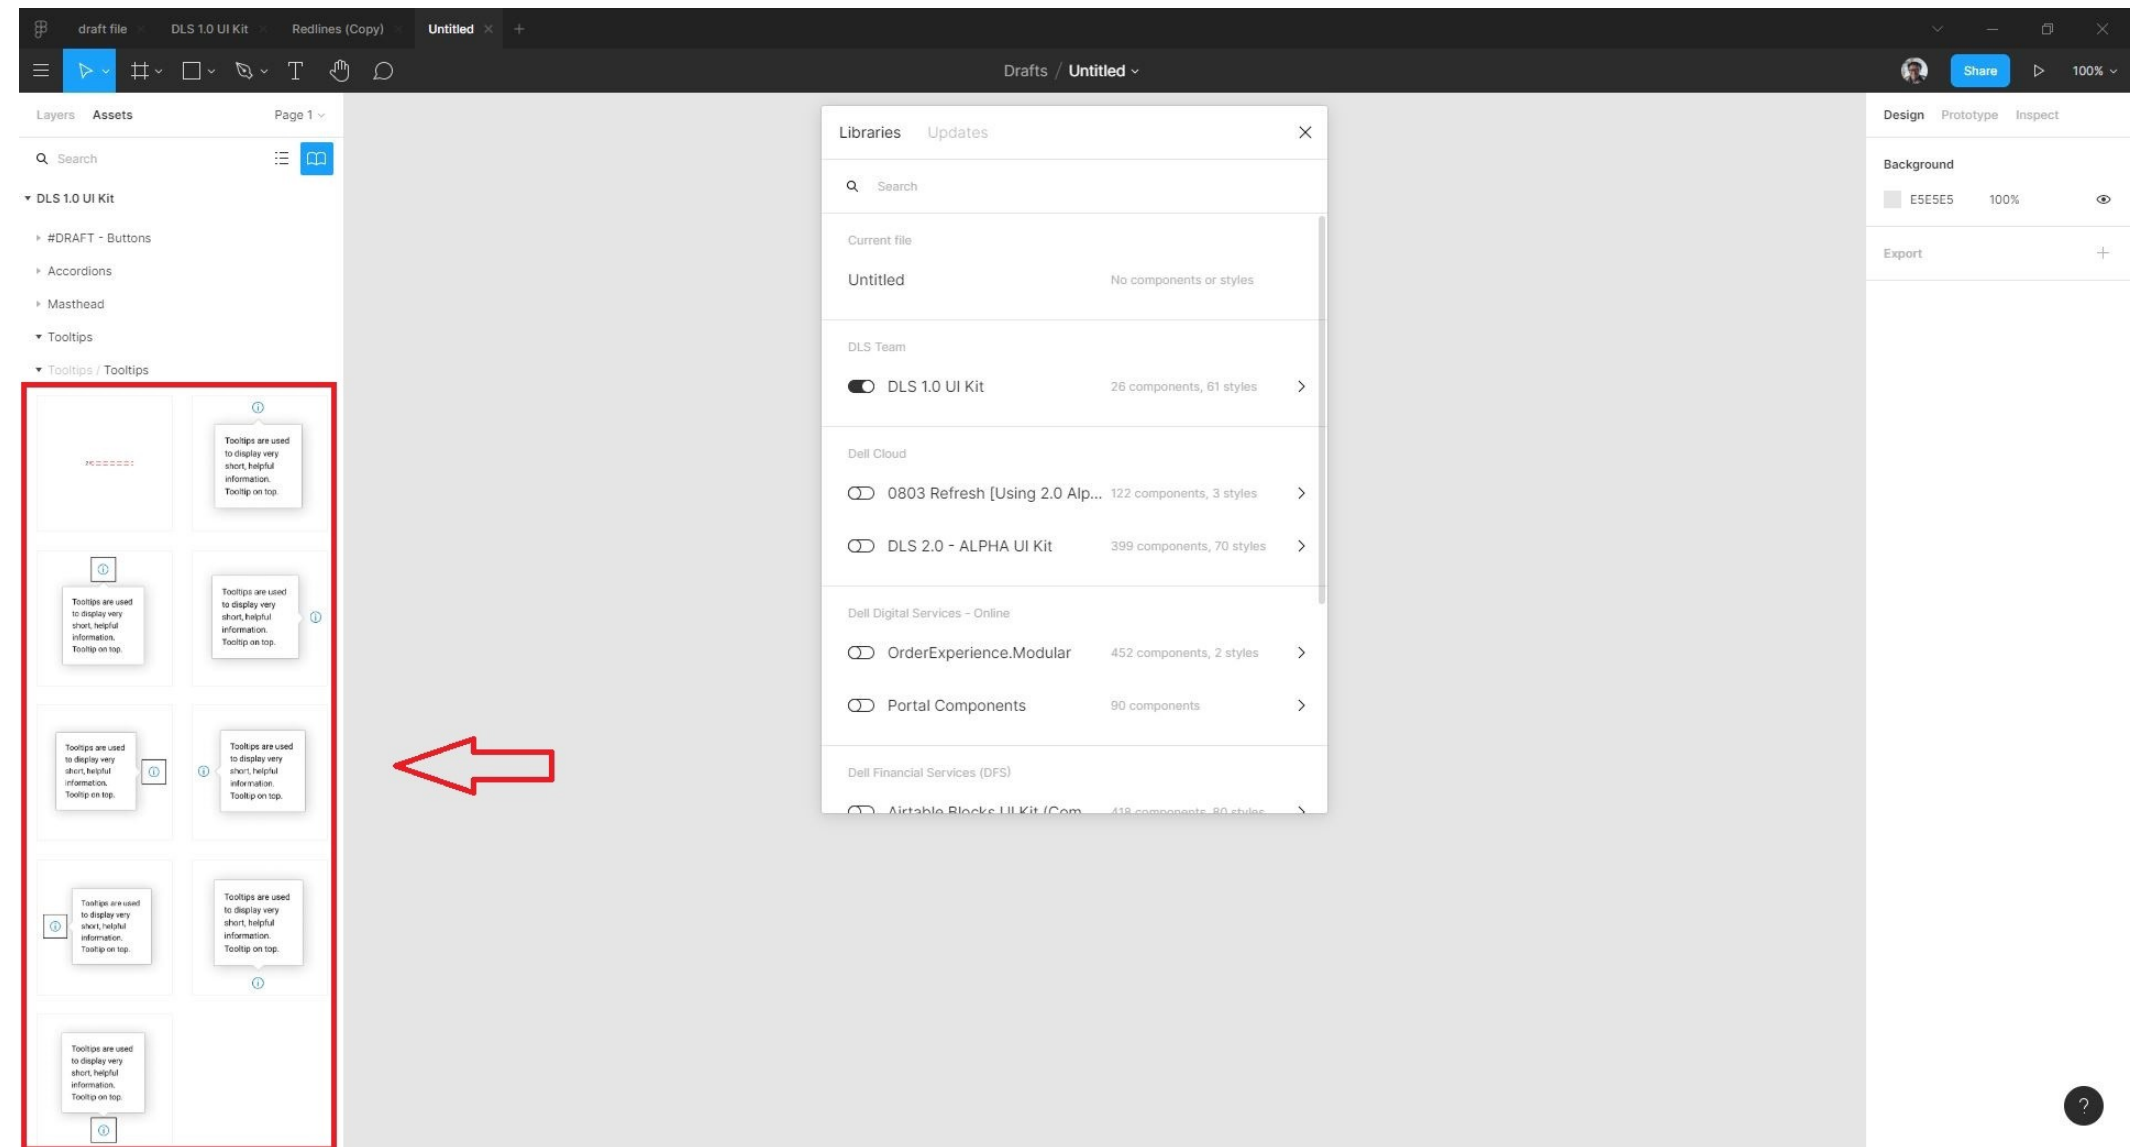 draft file
DLS 1.0 UI Kit
Redlines (Copy)
Untitled
Drafts / Untitled
Share
100%
Layers
Assets
Page 1
Search
DLS 1.0 UI Kit
#DRAFT - Buttons
Accordions
Masthead
Tooltips
Tooltips / Tooltips
Tooltips are used
to display very
short, helpful
information.
Tooltip on top.
Tooltips are used
to display very
short, helpful
information.
Tooltip on top.
Tooltips are used
to display very
short, helpful
information.
Tooltip on top.
Tooltips are used
to display very
short, helpful
information.
Tooltip on top.
Tooltips are used
to display very
short, helpful
information.
Tooltip on top.
Tooltips are used
to display very
short, helpful
information.
Tooltip on top.
Tooltips are used
to display very
short, helpful
information.
Tooltip on top.
Tooltips are used
to display very
short, helpful
information.
Tooltip on top.
Libraries
Updates
Search
Current file
Untitled
No components or styles
DLS Team
DLS 1.0 UI Kit
26 components, 61 styles
Dell Cloud
0803 Refresh [Using 2.0 Alp...
122 components, 3 styles
DLS 2.0 - ALPHA UI Kit
399 components, 70 styles
Dell Digital Services - Online
OrderExperience.Modular
452 components, 2 styles
Portal Components
90 components
Dell Financial Services (DFS)
Airtable Blocks UI Kit (Com
418 components, 80 styles
Design
Prototype
Inspect
Background
E5E5E5
100%
Export
?